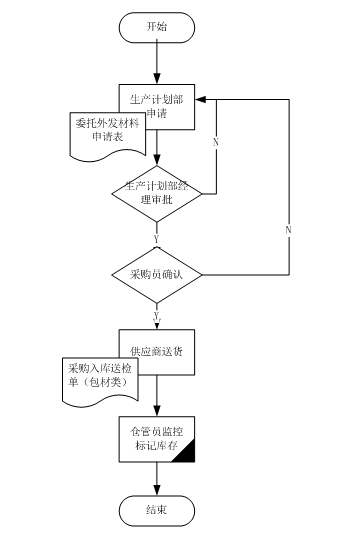 开始
生产计划部
申请
委托外发材料
申请表
N
生产计划部经
理审批
Y
采购员确认
N
Y
供应商送货
采购入库送检
单（包材类）
仓管员监控
标记库存
结束